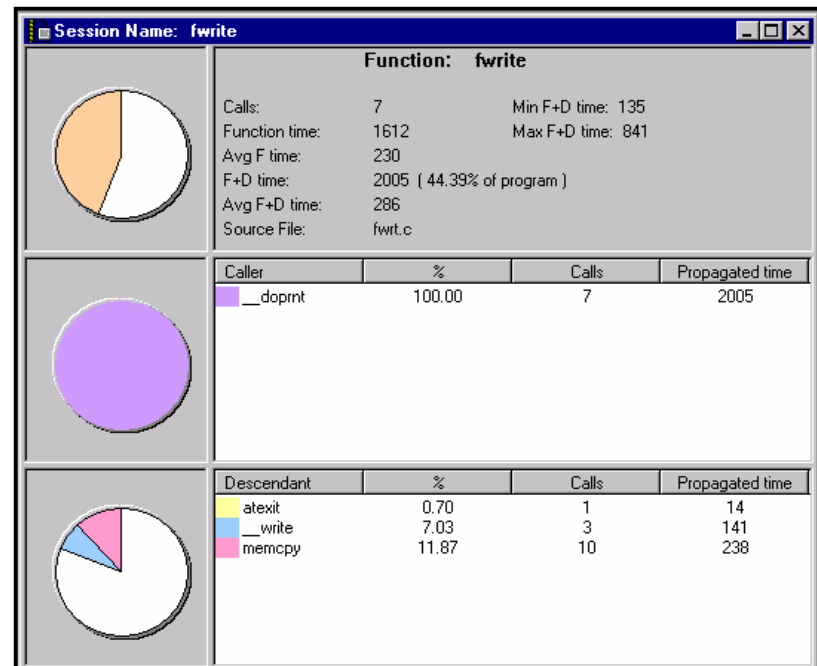 Session Name: fwrite
Function: fwrite
Calls: 7 Min F+D time: 135
Function time: 1612 Max F+D time: 841
Avg F time: 230
F+D time: 2005 ( 44.39% of program )
Avg F+D time: 286
Source File: fwrt.c
Caller % Calls Propagated time
__doprnt 100.00 7 2005
Descendant % Calls Propagated time
atexit 0.70 1 14
__write 7.03 3 141
memcpy 11.87 10 238